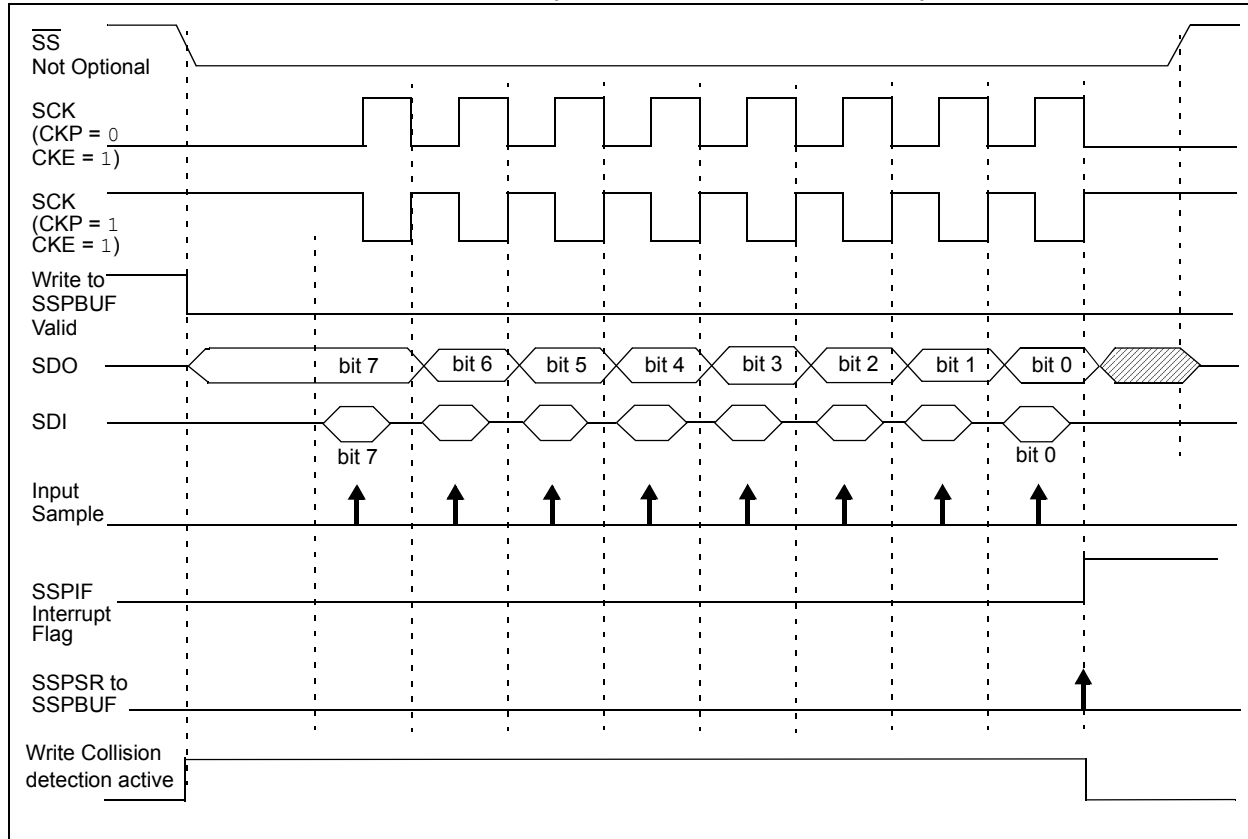 SS
Not Optional
SCK
(CKP = 0
CKE = 1)
SCK
(CKP = 1
CKE = 1)
Write to
SSPBUF
Valid
SDO
bit 7 bit 6 bit 5 bit 4 bit 3 bit 2 bit 1 bit 0
SDI
bit 7 bit 0
Input
Sample
SSPIF
Interrupt
Flag
SSPSR to
SSPBUF
Write Collision
detection active